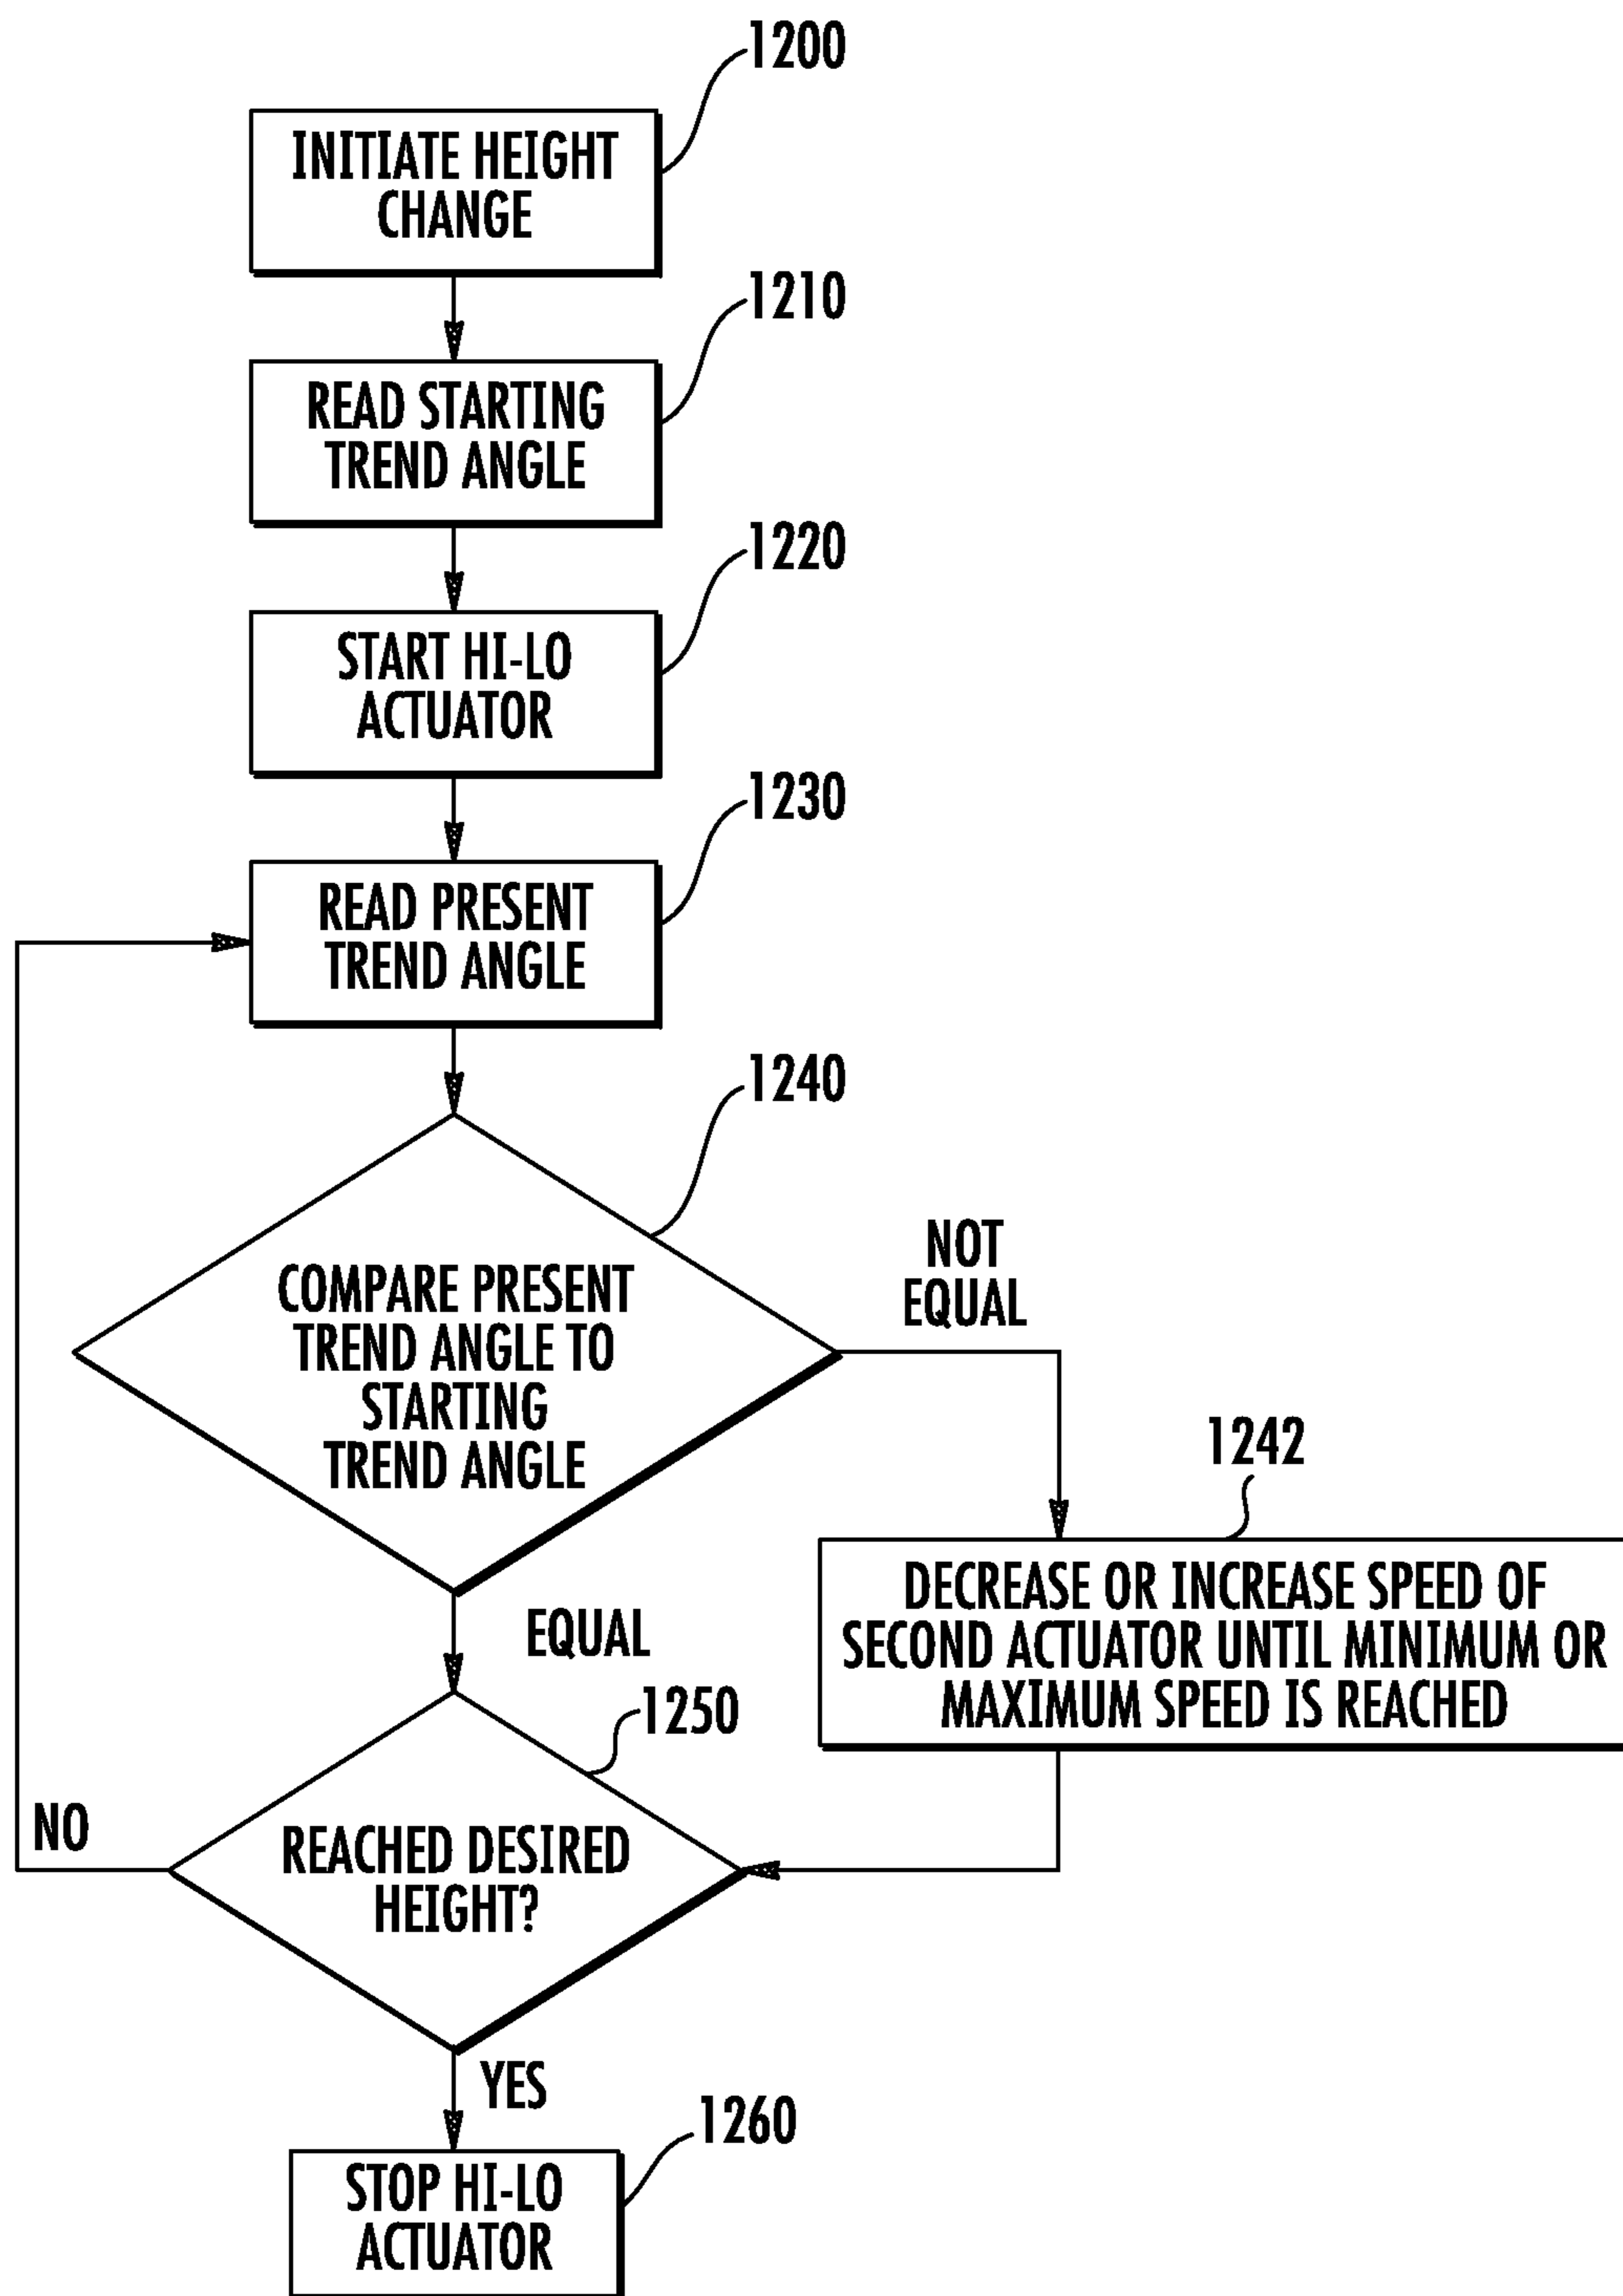 1200
INITIATE HEIGHT
CHANGE
1210
READ STARTING
TREND ANGLE
1220
START HI-LO
ACTUATOR
1230
READ PRESENT
TREND ANGLE
1240
COMPARE PRESENT
TREND ANGLE TO
STARTING
TREND ANGLE
NOT
EQUAL
1242
DECREASE OR INCREASE SPEED OF
SECOND ACTUATOR UNTIL MINIMUM OR
MAXIMUM SPEED IS REACHED
EQUAL
1250
REACHED DESIRED
HEIGHT?
NO
YES
1260
STOP HI-LO
ACTUATOR